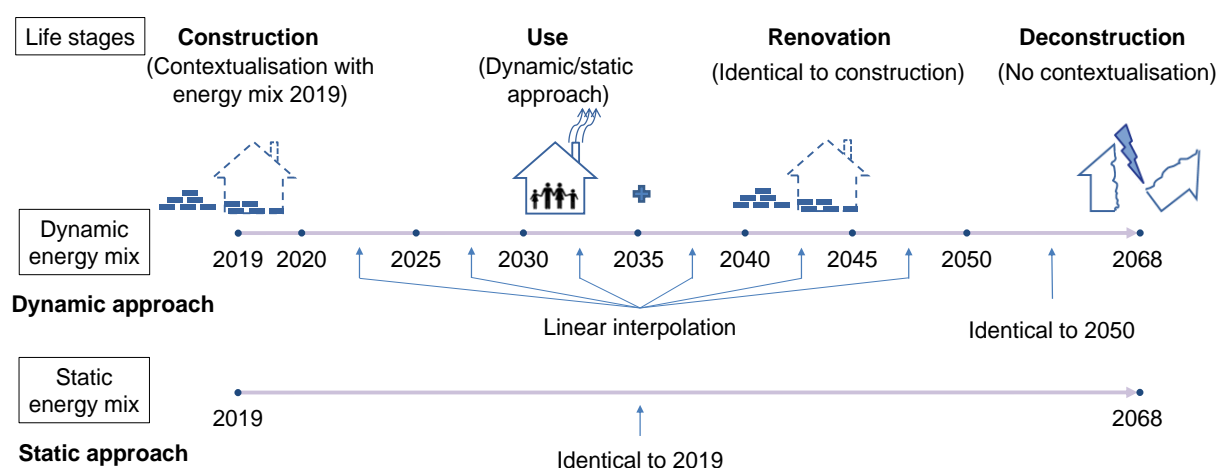 Life stages
Construction
(Contextualisation with
energy mix 2019)
Use
(Dynamic/static
approach)
Renovation
(Identical to construction)
Deconstruction
(No contextualisation)
Dynamic
energy mix
2019 2020 2025 2030 2035 2040 2045 2050 2068
Dynamic approach
Linear interpolation
Identical to 2050
Static
energy mix
2019 2068
Static approach
Identical to 2019